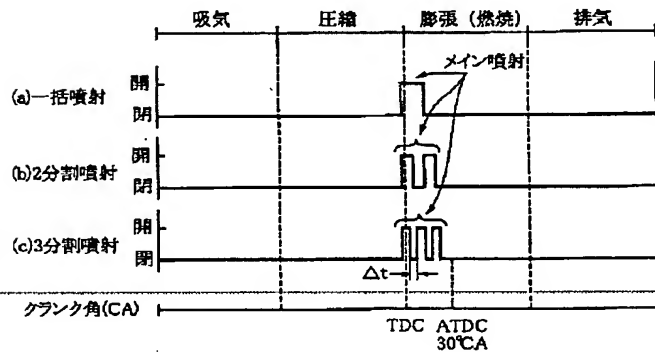 吸気 圧縮 膨張(燃焼) 排気
メイン噴射
(a)一括噴射 開
閉
(b)2分割噴射 開
閉
(c)3分割噴射 開
閉
Δt
クランク角(CA)
TDC ATDC
30℃A